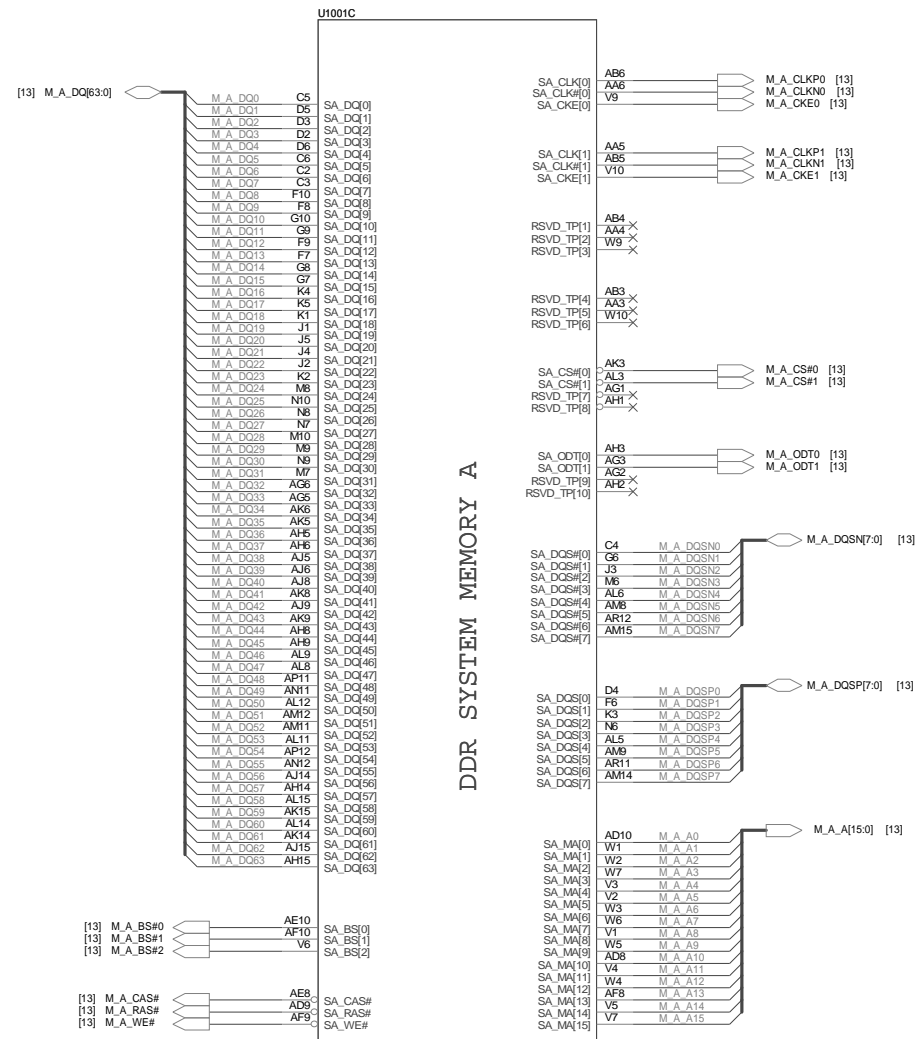 U1001C
[13] M_A_DQ[63:0]
M_A_DQ0 C5 SA_DQ[0]
M_A_DQ1 D5 SA_DQ[1]
M_A_DQ2 D3 SA_DQ[2]
M_A_DQ3 D2 SA_DQ[3]
M_A_DQ4 D6 SA_DQ[4]
M_A_DQ5 C6 SA_DQ[5]
M_A_DQ6 C2 SA_DQ[6]
M_A_DQ7 C3 SA_DQ[7]
M_A_DQ8 F10 SA_DQ[8]
M_A_DQ9 F8 SA_DQ[9]
M_A_DQ10 G10 SA_DQ[10]
M_A_DQ11 G9 SA_DQ[11]
M_A_DQ12 F9 SA_DQ[12]
M_A_DQ13 F7 SA_DQ[13]
M_A_DQ14 G8 SA_DQ[14]
M_A_DQ15 G7 SA_DQ[15]
M_A_DQ16 K4 SA_DQ[16]
M_A_DQ17 K5 SA_DQ[17]
M_A_DQ18 K1 SA_DQ[18]
M_A_DQ19 J1 SA_DQ[19]
M_A_DQ20 J5 SA_DQ[20]
M_A_DQ21 J4 SA_DQ[21]
M_A_DQ22 J2 SA_DQ[22]
M_A_DQ23 K2 SA_DQ[23]
M_A_DQ24 M8 SA_DQ[24]
M_A_DQ25 N10 SA_DQ[25]
M_A_DQ26 N8 SA_DQ[26]
M_A_DQ27 N7 SA_DQ[27]
M_A_DQ28 M10 SA_DQ[28]
M_A_DQ29 M9 SA_DQ[29]
M_A_DQ30 N9 SA_DQ[30]
M_A_DQ31 M7 SA_DQ[31]
M_A_DQ32 AG6 SA_DQ[32]
M_A_DQ33 AG5 SA_DQ[33]
M_A_DQ34 AK6 SA_DQ[34]
M_A_DQ35 AK5 SA_DQ[35]
M_A_DQ36 AH5 SA_DQ[36]
M_A_DQ37 AH6 SA_DQ[37]
M_A_DQ38 AJ5 SA_DQ[38]
M_A_DQ39 AJ6 SA_DQ[39]
M_A_DQ40 AJ8 SA_DQ[40]
M_A_DQ41 AK8 SA_DQ[41]
M_A_DQ42 AJ9 SA_DQ[42]
M_A_DQ43 AK9 SA_DQ[43]
M_A_DQ44 AH8 SA_DQ[44]
M_A_DQ45 AH9 SA_DQ[45]
M_A_DQ46 AL9 SA_DQ[46]
M_A_DQ47 AL8 SA_DQ[47]
M_A_DQ48 AP11 SA_DQ[48]
M_A_DQ49 AN11 SA_DQ[49]
M_A_DQ50 AL12 SA_DQ[50]
M_A_DQ51 AM12 SA_DQ[51]
M_A_DQ52 AM11 SA_DQ[52]
M_A_DQ53 AL11 SA_DQ[53]
M_A_DQ54 AP12 SA_DQ[54]
M_A_DQ55 AN12 SA_DQ[55]
M_A_DQ56 AJ14 SA_DQ[56]
M_A_DQ57 AH14 SA_DQ[57]
M_A_DQ58 AL15 SA_DQ[58]
M_A_DQ59 AK15 SA_DQ[59]
M_A_DQ60 AL14 SA_DQ[60]
M_A_DQ61 AK14 SA_DQ[61]
M_A_DQ62 AJ15 SA_DQ[62]
M_A_DQ63 AH15 SA_DQ[63]
[13] M_A_BS#0 AE10 SA_BS[0]
[13] M_A_BS#1 AF10 SA_BS[1]
[13] M_A_BS#2 V6 SA_BS[2]
[13] M_A_CAS# AE8 SA_CAS#
[13] M_A_RAS# AD9 SA_RAS#
[13] M_A_WE# AF9 SA_WE#
DDR SYSTEM MEMORY A
SA_CLK[0] AB6 M_A_CLKP0 [13]
SA_CLK#[0] AA6 M_A_CLKN0 [13]
SA_CKE[0] V9 M_A_CKE0 [13]
SA_CLK[1] AA5 M_A_CLKP1 [13]
SA_CLK#[1] AB5 M_A_CLKN1 [13]
SA_CKE[1] V10 M_A_CKE1 [13]
RSVD_TP[1] AB4
RSVD_TP[2] AA4
RSVD_TP[3] W9
RSVD_TP[4] AB3
RSVD_TP[5] AA3
RSVD_TP[6] W10
SA_CS#[0] AK3 M_A_CS#0 [13]
SA_CS#[1] AL3 M_A_CS#1 [13]
RSVD_TP[7] AG1
RSVD_TP[8] AH1
SA_ODT[0] AH3 M_A_ODT0 [13]
SA_ODT[1] AG3 M_A_ODT1 [13]
RSVD_TP[9] AG2
RSVD_TP[10] AH2
M_A_DQSN[7:0] [13]
SA_DQS#[0] C4 M_A_DQSN0
SA_DQS#[1] G6 M_A_DQSN1
SA_DQS#[2] J3 M_A_DQSN2
SA_DQS#[3] M6 M_A_DQSN3
SA_DQS#[4] AL6 M_A_DQSN4
SA_DQS#[5] AM8 M_A_DQSN5
SA_DQS#[6] AR12 M_A_DQSN6
SA_DQS#[7] AM15 M_A_DQSN7
M_A_DQSP[7:0] [13]
SA_DQS[0] D4 M_A_DQSP0
SA_DQS[1] F6 M_A_DQSP1
SA_DQS[2] K3 M_A_DQSP2
SA_DQS[3] N6 M_A_DQSP3
SA_DQS[4] AL5 M_A_DQSP4
SA_DQS[5] AM9 M_A_DQSP5
SA_DQS[6] AR11 M_A_DQSP6
SA_DQS[7] AM14 M_A_DQSP7
M_A_A[15:0] [13]
SA_MA[0] AD10 M_A_A0
SA_MA[1] W1 M_A_A1
SA_MA[2] W2 M_A_A2
SA_MA[3] W7 M_A_A3
SA_MA[4] V3 M_A_A4
SA_MA[5] V2 M_A_A5
SA_MA[6] W3 M_A_A6
SA_MA[7] W6 M_A_A7
SA_MA[8] V1 M_A_A8
SA_MA[9] W5 M_A_A9
SA_MA[10] AD8 M_A_A10
SA_MA[11] V4 M_A_A11
SA_MA[12] W4 M_A_A12
SA_MA[13] AF8 M_A_A13
SA_MA[14] V5 M_A_A14
SA_MA[15] V7 M_A_A15